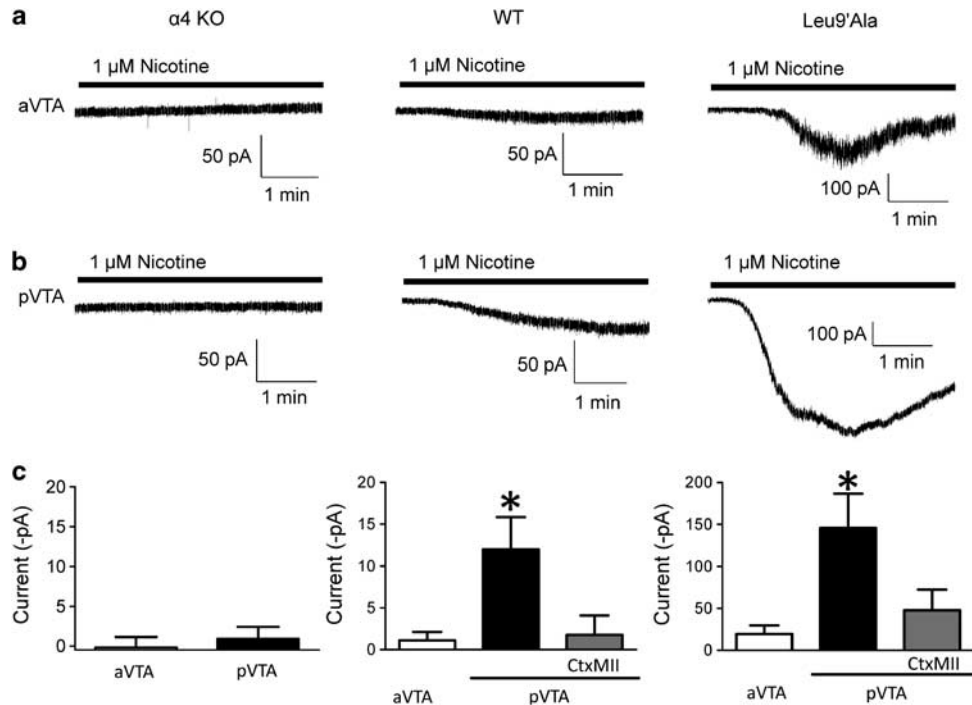 a
α4 KO
WT
Leu9'Ala
1 µM Nicotine
1 µM Nicotine
1 µM Nicotine
aVTA
50 pA
1 min
50 pA
1 min
100 pA
1 min
b
1 µM Nicotine
1 µM Nicotine
1 µM Nicotine
pVTA
50 pA
1 min
50 pA
1 min
100 pA
1 min
c
Current (-pA)
20
15
10
5
0
aVTA
pVTA
Current (-pA)
20
15
10
5
0
*
CtxMII
aVTA
pVTA
Current (-pA)
200
150
100
50
0
*
CtxMII
aVTA
pVTA